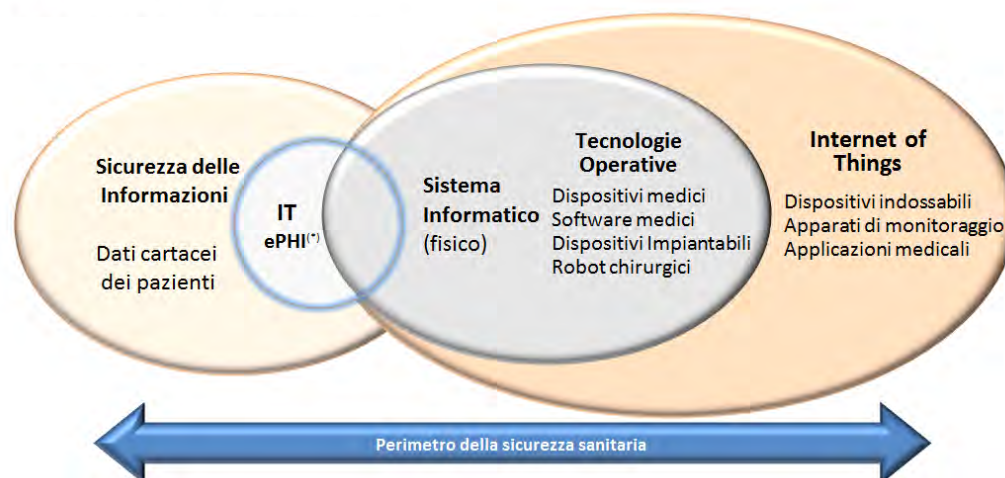 Sicurezza delle
Informazioni
Dati cartacei
dei pazienti
IT
ePHI(*)
Sistema
Informatico
(fisico)
Tecnologie
Operative
Dispositivi medici
Software medici
Dispositivi Impiantabili
Robot chirurgici
Internet of
Things
Dispositivi indossabili
Apparati di monitoraggio
Applicazioni medicali
Perimetro della sicurezza sanitaria